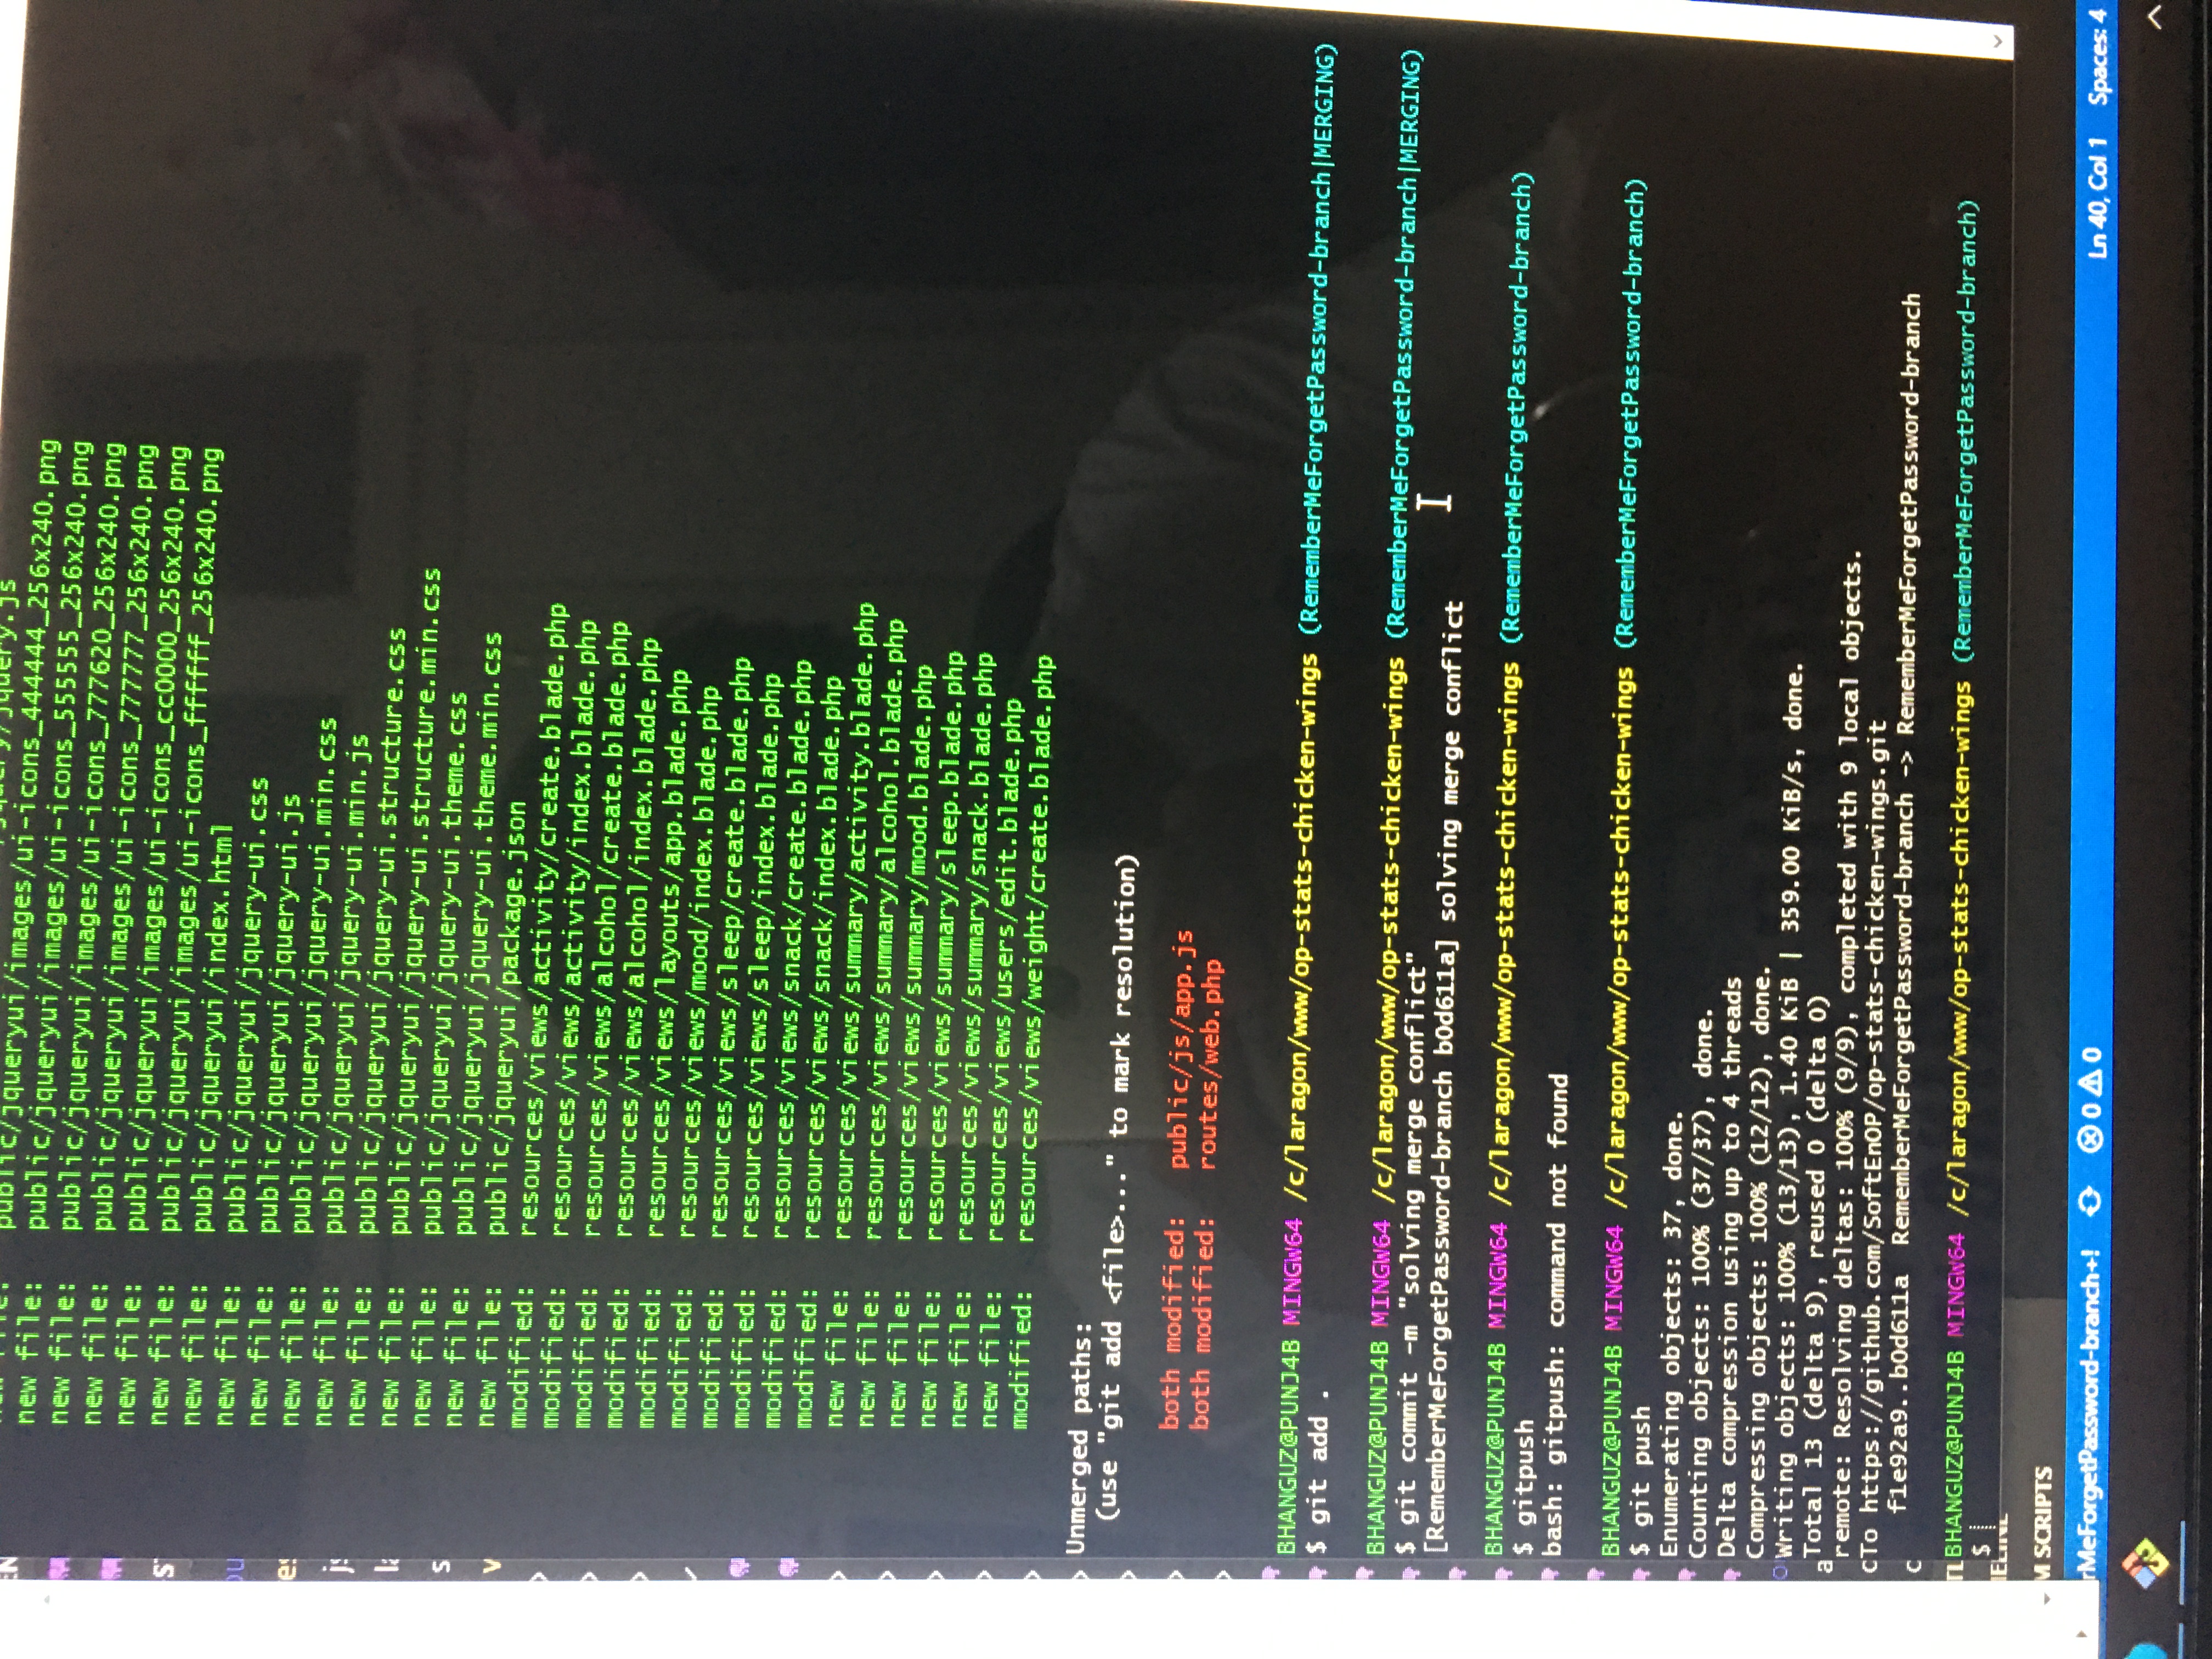 new file: public/jqueryui/images/ui-icons_444444_256x240.png
new file: public/jqueryui/images/ui-icons_555555_256x240.png
new file: public/jqueryui/images/ui-icons_777620_256x240.png
new file: public/jqueryui/images/ui-icons_777777_256x240.png
new file: public/jqueryui/images/ui-icons_cc0000_256x240.png
new file: public/jqueryui/images/ui-icons_ffffff_256x240.png
new file: public/jqueryui/index.html
new file: public/jqueryui/jquery-ui.css
new file: public/jqueryui/jquery-ui.js
new file: public/jqueryui/jquery-ui.min.css
new file: public/jqueryui/jquery-ui.min.js
new file: public/jqueryui/jquery-ui.structure.css
new file: public/jqueryui/jquery-ui.structure.min.css
new file: public/jqueryui/jquery-ui.theme.css
new file: public/jqueryui/jquery-ui.theme.min.css
new file: public/jqueryui/package.json
modified: resources/views/activity/create.blade.php
modified: resources/views/activity/index.blade.php
modified: resources/views/alcohol/create.blade.php
modified: resources/views/alcohol/index.blade.php
modified: resources/views/layouts/app.blade.php
modified: resources/views/mood/index.blade.php
modified: resources/views/sleep/create.blade.php
modified: resources/views/sleep/index.blade.php
modified: resources/views/snack/create.blade.php
modified: resources/views/snack/index.blade.php
new file: resources/views/summary/activity.blade.php
new file: resources/views/summary/alcohol.blade.php
new file: resources/views/summary/mood.blade.php
new file: resources/views/summary/sleep.blade.php
new file: resources/views/summary/snack.blade.php
new file: resources/views/users/edit.blade.php
modified: resources/views/weight/create.blade.php
Unmerged paths:
(use "git add <file>..." to mark resolution)
both modified: public/js/app.js
both modified: routes/web.php
BHANGUZ@PUNJ4B MINGW64 /c/laragon/www/op-stats-chicken-wings (RememberMeForgetPassword-branch|MERGING)
$ git add .
BHANGUZ@PUNJ4B MINGW64 /c/laragon/www/op-stats-chicken-wings (RememberMeForgetPassword-branch|MERGING)
$ git commit -m "solving merge conflict"
[RememberMeForgetPassword-branch b0d611a] solving merge conflict
BHANGUZ@PUNJ4B MINGW64 /c/laragon/www/op-stats-chicken-wings (RememberMeForgetPassword-branch)
$ gitpush
bash: gitpush: command not found
BHANGUZ@PUNJ4B MINGW64 /c/laragon/www/op-stats-chicken-wings (RememberMeForgetPassword-branch)
$ git push
Enumerating objects: 37, done.
Counting objects: 100% (37/37), done.
Delta compression using up to 4 threads
Compressing objects: 100% (12/12), done.
Writing objects: 100% (13/13), 1.40 KiB | 359.00 KiB/s, done.
Total 13 (delta 9), reused 0 (delta 0)
remote: Resolving deltas: 100% (9/9), completed with 9 local objects.
To https://github.com/SoftEnOP/op-stats-chicken-wings.git
f1e92a9..b0d611a RememberMeForgetPassword-branch -> RememberMeForgetPassword-branch
BHANGUZ@PUNJ4B MINGW64 /c/laragon/www/op-stats-chicken-wings (RememberMeForgetPassword-branch)
$
M SCRIPTS
rMeForgetPassword-branch+! 0 0 Ln 40, Col 1 Spaces: 4